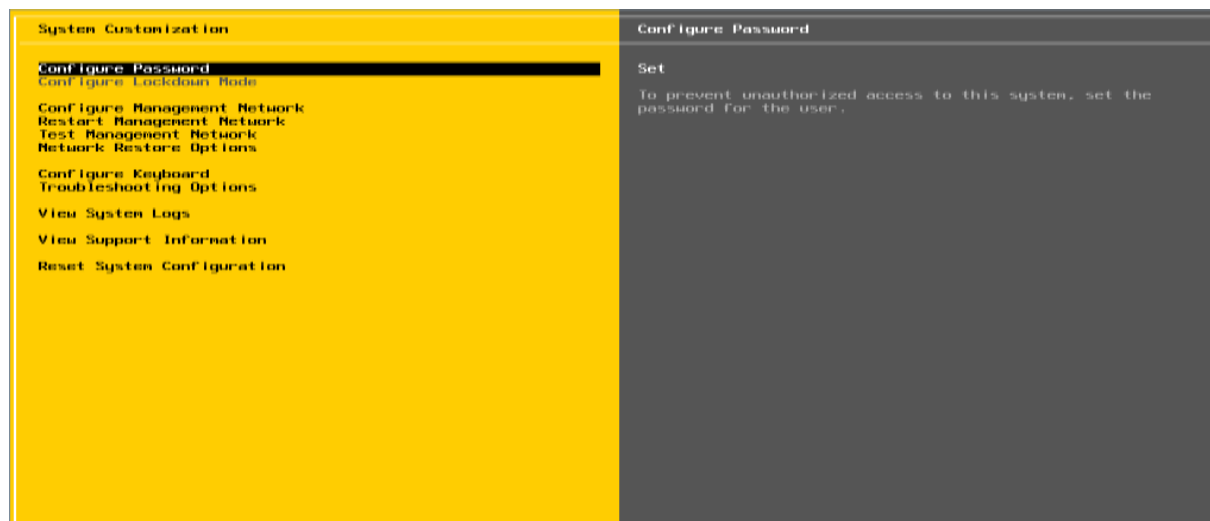 System Customization
Configure Password
Configure Lockdown Mode
Configure Management Network
Restart Management Network
Test Management Network
Network Restore Options
Configure Keyboard
Troubleshooting Options
View System Logs
View Support Information
Reset System Configuration
Configure Password
Set
To prevent unauthorized access to this system, set the
password for the user.